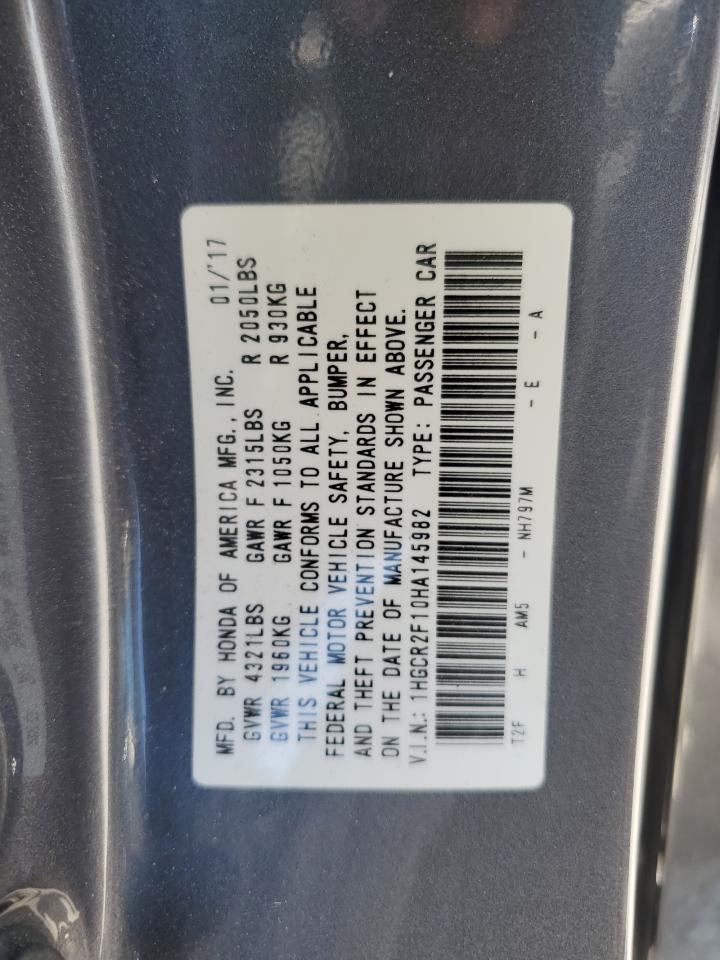 MFD. BY HONDA OF AMERICA MFG., INC. 01/'17
GVWR 4321LBS GAWR F 2315LBS R 2050LBS
GVWR 1960KG GAWR F 1050KG R 930KG
THIS VEHICLE CONFORMS TO ALL APPLICABLE
FEDERAL MOTOR VEHICLE SAFETY, BUMPER,
AND THEFT PREVENTION STANDARDS IN EFFECT
ON THE DATE OF MANUFACTURE SHOWN ABOVE.
V.I.N.: 1HGCR2F10HA145982 TYPE: PASSENGER CAR
T2F H AM5 - NH797M - E - A